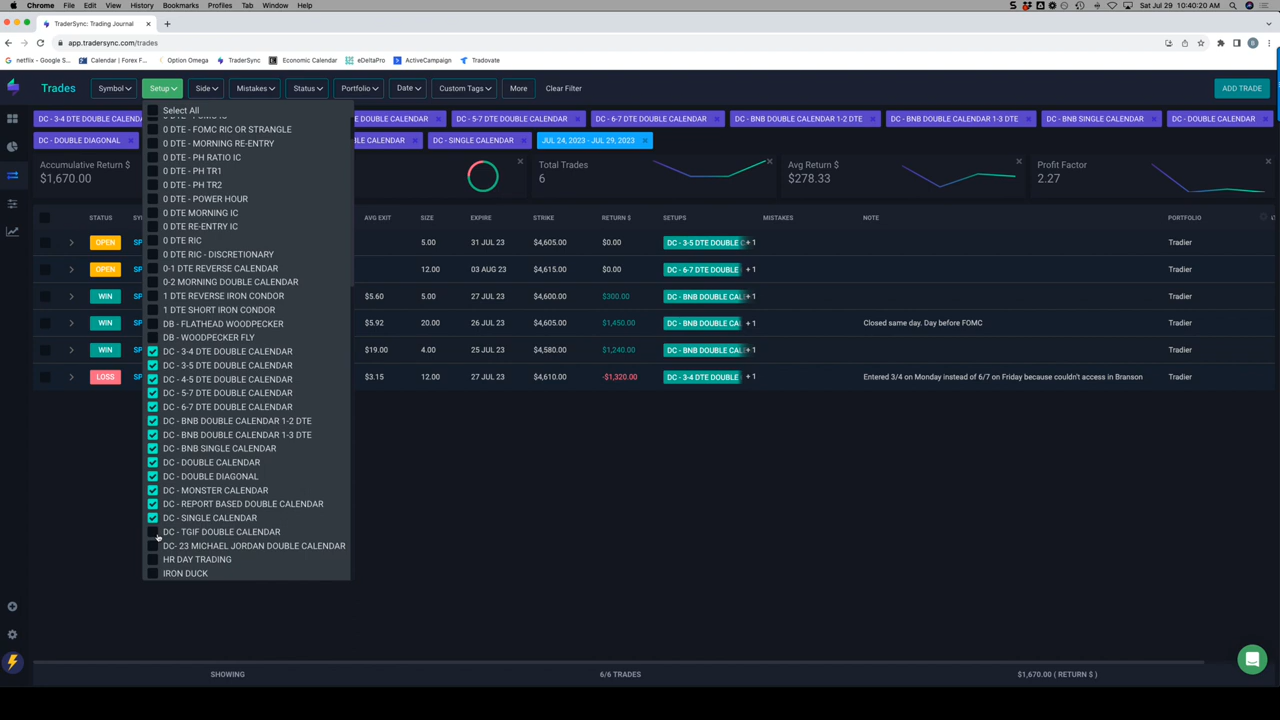 Chrome File Edit View History Bookmarks Profiles Tab Window Help Sat Jul 29 10:40:20 AM
TraderSync: Trading Journal
app.tradersync.com/trades
netflix - Google S... Calendar | Forex F... Option Omega TraderSync Economic Calendar eDeltaPro ActiveCampaign Tradovate
Trades Symbol Setup Side Mistakes Status Portfolio Date Custom Tags More Clear Filter ADD TRADE
Select All
DC - 3-4 DTE DOUBLE CALENDA E DOUBLE CALENDAR DC - 5-7 DTE DOUBLE CALENDAR DC - 6-7 DTE DOUBLE CALENDAR DC - BNB DOUBLE CALENDAR 1-2 DTE DC - BNB DOUBLE CALENDAR 1-3 DTE DC - BNB SINGLE CALENDAR DC - DOUBLE CALENDAR
DC - DOUBLE DIAGONAL LE CALENDAR DC - SINGLE CALENDAR JUL 24, 2023 - JUL 29, 2023
Accumulative Return $ Total Trades Avg Return $ Profit Factor
$1,670.00 6 $278.33 2.27
STATUS SY AVG EXIT SIZE EXPIRE STRIKE RETURN $ SETUPS MISTAKES NOTE PORTFOLIO
OPEN SP 5.00 31 JUL 23 $4,605.00 $0.00 DC - 3-5 DTE DOUBLE C + 1 Tradier
OPEN SP 12.00 03 AUG 23 $4,615.00 $0.00 DC - 6-7 DTE DOUBLE + 1 Tradier
WIN SP $5.60 5.00 27 JUL 23 $4,600.00 $300.00 DC - BNB DOUBLE CAL + 1 Tradier
WIN SP $5.92 20.00 26 JUL 23 $4,605.00 $1,450.00 DC - BNB DOUBLE CA + 1 Closed same day. Day before FOMC Tradier
WIN SP $19.00 4.00 25 JUL 23 $4,580.00 $1,240.00 DC - BNB DOUBLE CAL + 1 Tradier
LOSS SP $3.15 12.00 27 JUL 23 $4,610.00 -$1,320.00 DC - 3-4 DTE DOUBLE + 1 Entered 3/4 on Monday instead of 6/7 on Friday because couldn't access in Branson Tradier
0 DTE - FOMC RIC OR STRANGLE
0 DTE - MORNING RE-ENTRY
0 DTE - PH RATIO IC
0 DTE - PH TR1
0 DTE - PH TR2
0 DTE - POWER HOUR
0 DTE MORNING IC
0 DTE RE-ENTRY IC
0 DTE RIC
0 DTE RIC - DISCRETIONARY
0-1 DTE REVERSE CALENDAR
0-2 MORNING DOUBLE CALENDAR
1 DTE REVERSE IRON CONDOR
1 DTE SHORT IRON CONDOR
DB - FLATHEAD WOODPECKER
DB - WOODPECKER FLY
DC - 3-4 DTE DOUBLE CALENDAR
DC - 3-5 DTE DOUBLE CALENDAR
DC - 4-5 DTE DOUBLE CALENDAR
DC - 5-7 DTE DOUBLE CALENDAR
DC - 6-7 DTE DOUBLE CALENDAR
DC - BNB DOUBLE CALENDAR 1-2 DTE
DC - BNB DOUBLE CALENDAR 1-3 DTE
DC - BNB SINGLE CALENDAR
DC - DOUBLE CALENDAR
DC - DOUBLE DIAGONAL
DC - MONSTER CALENDAR
DC - REPORT BASED DOUBLE CALENDAR
DC - SINGLE CALENDAR
DC - TGIF DOUBLE CALENDAR
DC- 23 MICHAEL JORDAN DOUBLE CALENDAR
HR DAY TRADING
IRON DUCK
SHOWING 6/6 TRADES $1,670.00 ( RETURN $ )